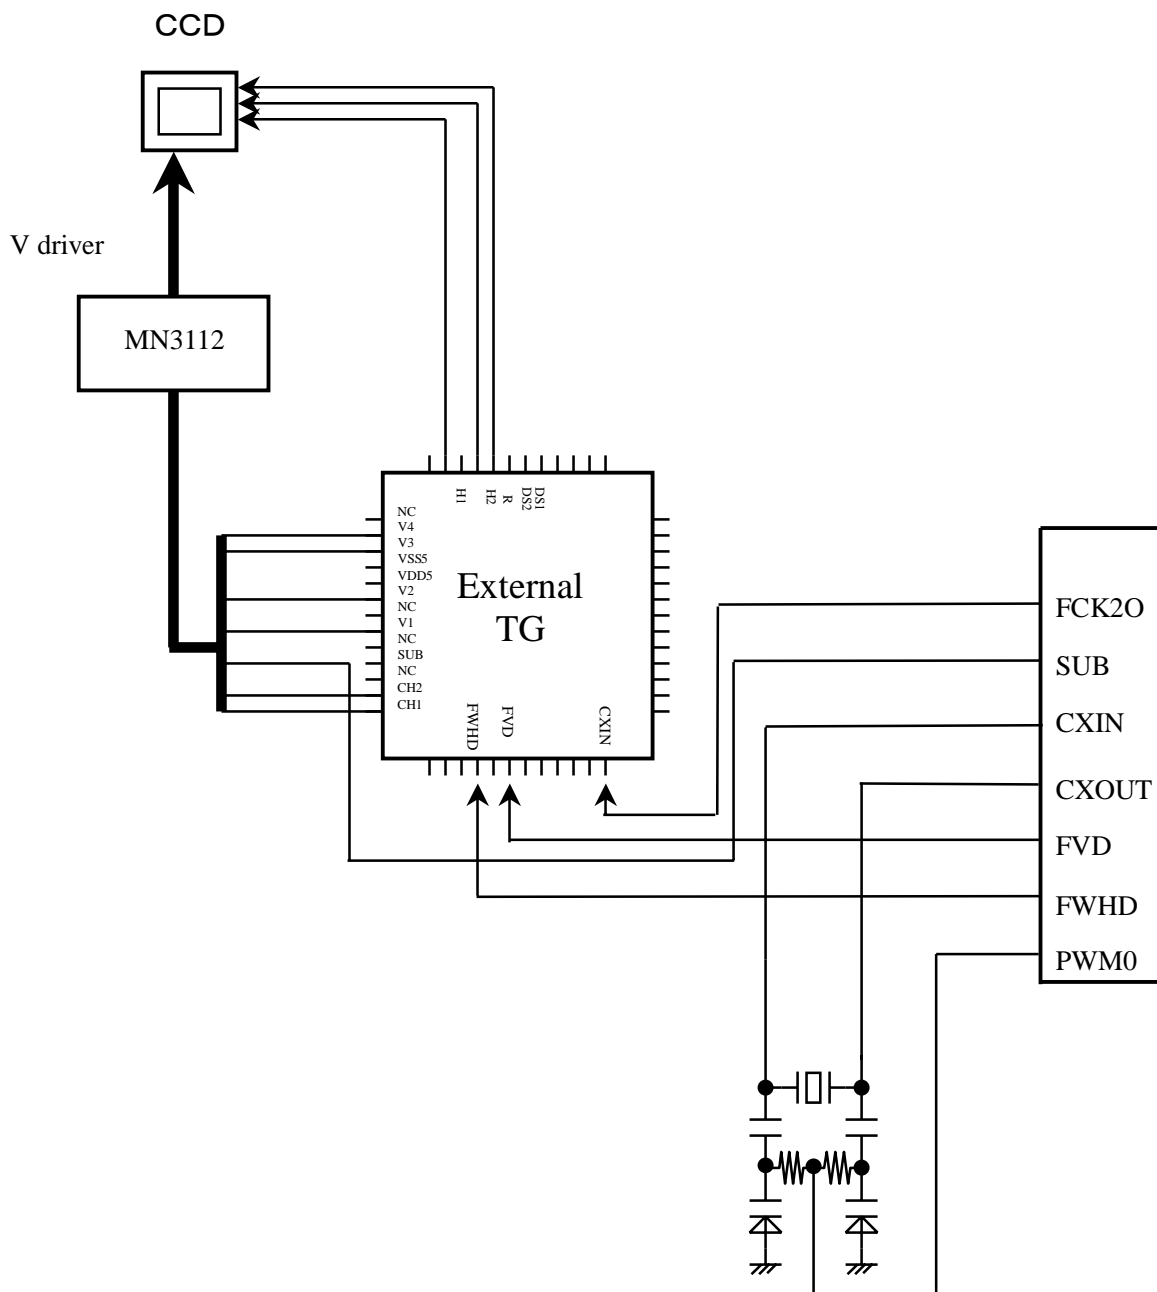 CCD
V driver
MN3112
H1
H2
R
DS2
DS1
NC
V4
V3
VSS5
VDD5
V2
NC
V1
NC
SUB
NC
CH2
CH1
External
TG
FWHD
FVD
CXIN
FCK2O
SUB
CXIN
CXOUT
FVD
FWHD
PWM0